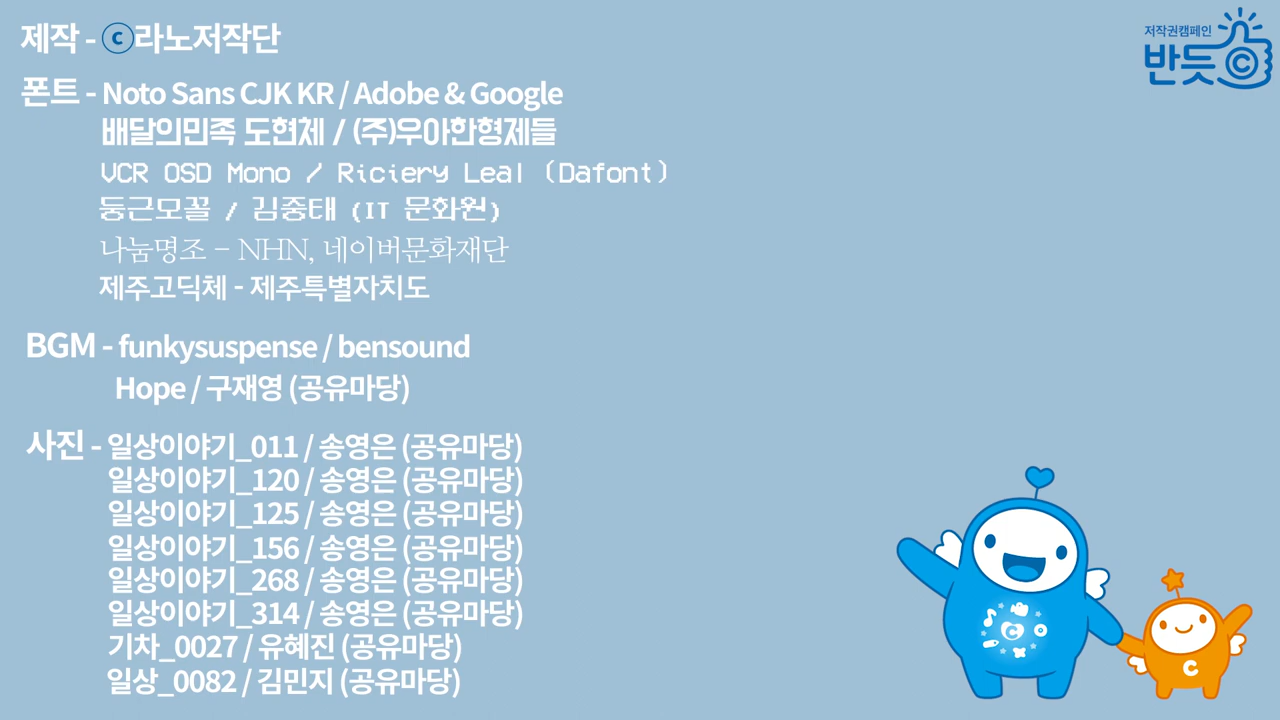 제작 - ⓒ라노저작단
저작권캠페인
반듯ⓒ
폰트 - Noto Sans CJK KR / Adobe & Google
배달의민족 도현체 / (주)우아한형제들
VCR OSD Mono / Riciery Leal (Dafont)
둥근모꼴 / 김중태 (IT 문화원)
나눔명조 - NHN, 네이버문화재단
제주고딕체 - 제주특별자치도
BGM - funkysuspense / bensound
Hope / 구재영 (공유마당)
사진 - 일상이야기_011 / 송영은 (공유마당)
일상이야기_120 / 송영은 (공유마당)
일상이야기_125 / 송영은 (공유마당)
일상이야기_156 / 송영은 (공유마당)
일상이야기_268 / 송영은 (공유마당)
일상이야기_314 / 송영은 (공유마당)
기차_0027 / 유혜진 (공유마당)
일상_0082 / 김민지 (공유마당)
C
C